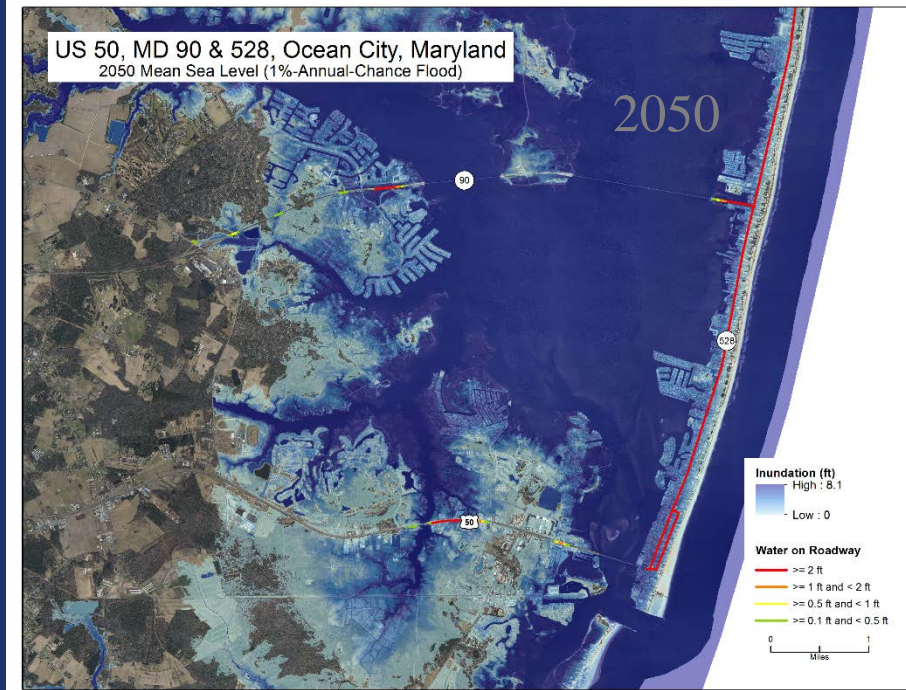 US 50, MD 90 & 528, Ocean City, Maryland
2050 Mean Sea Level (1%-Annual-Chance Flood)
2050
90
528
50
Inundation (ft)
High : 8.1
Low : 0
Water on Roadway
>= 2 ft
>= 1 ft and < 2 ft
>= 0.5 ft and < 1 ft
>= 0.1 ft and < 0.5 ft
0 1
Miles